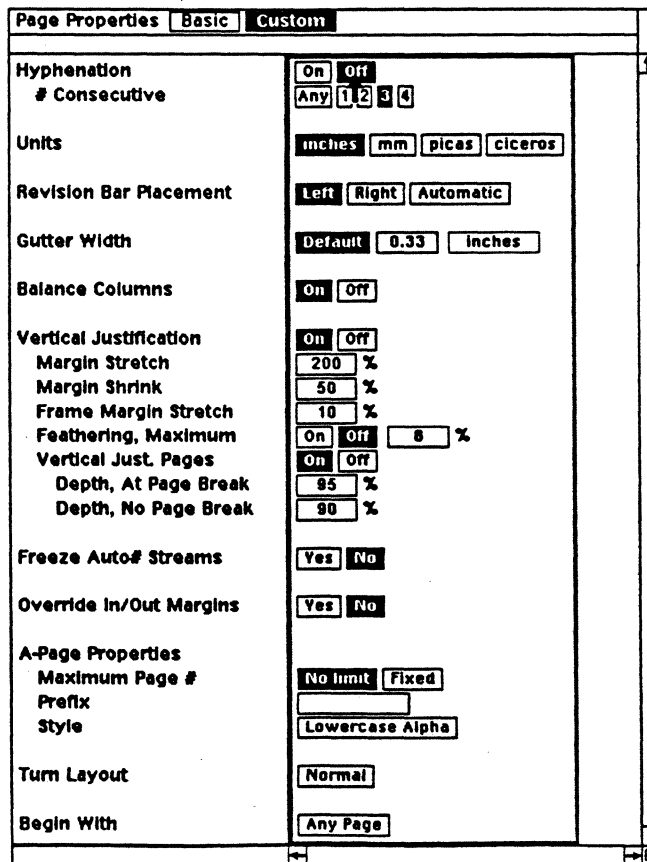 Page Properties Basic Custom
Hyphenation On Off
# Consecutive Any 1 2 3 4
Units inches mm picas ciceros
Revision Bar Placement Left Right Automatic
Gutter Width Default 0.33 inches
Balance Columns On Off
Vertical Justification On Off
Margin Stretch 200 %
Margin Shrink 50 %
Frame Margin Stretch 10 %
Feathering, Maximum On Off 8 %
Vertical Just. Pages On Off
Depth, At Page Break 95 %
Depth, No Page Break 90 %
Freeze Auto# Streams Yes No
Override In/Out Margins Yes No
A-Page Properties
Maximum Page # No limit Fixed
Prefix
Style Lowercase Alpha
Turn Layout Normal
Begin With Any Page